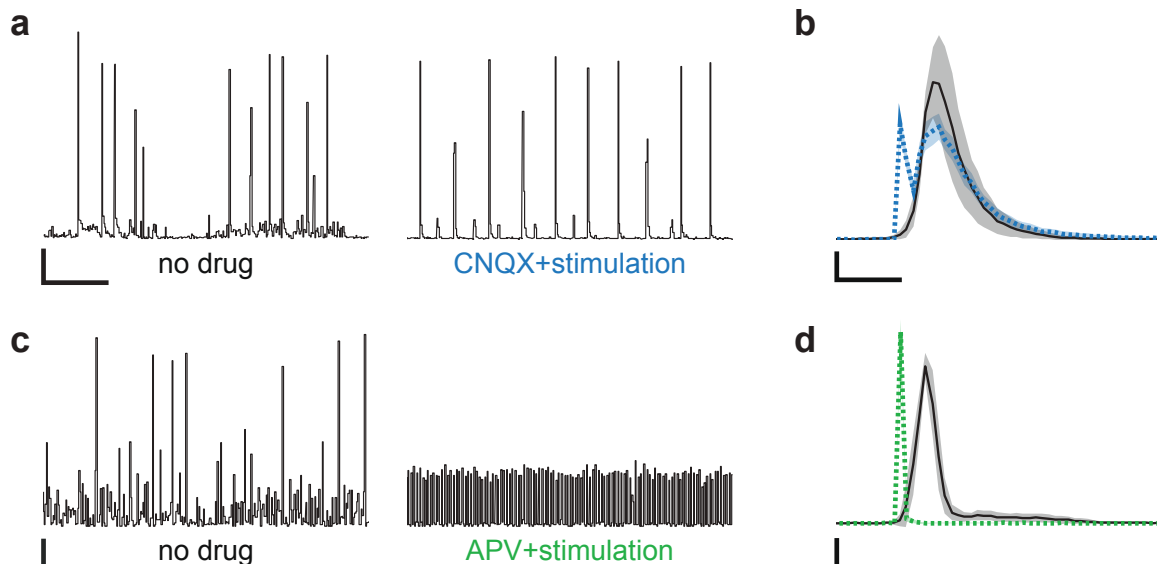 a
b
no drug
CNQX+stimulation
c
d
no drug
APV+stimulation